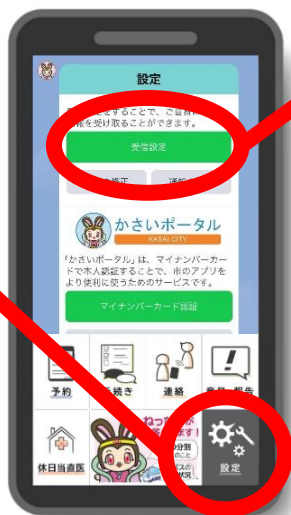 設定
することで、ご自
を受け取ることができます。
受信設定
修正
かさいポータル
KASAI CITY
「かさいポータル」は、マイナンバーカー
ドで本人認証することで、市のアプリを
より便利に使うためのサービスです。
マイナンバーカード認証
予約
続き
連絡
報告
休日当直医
設定